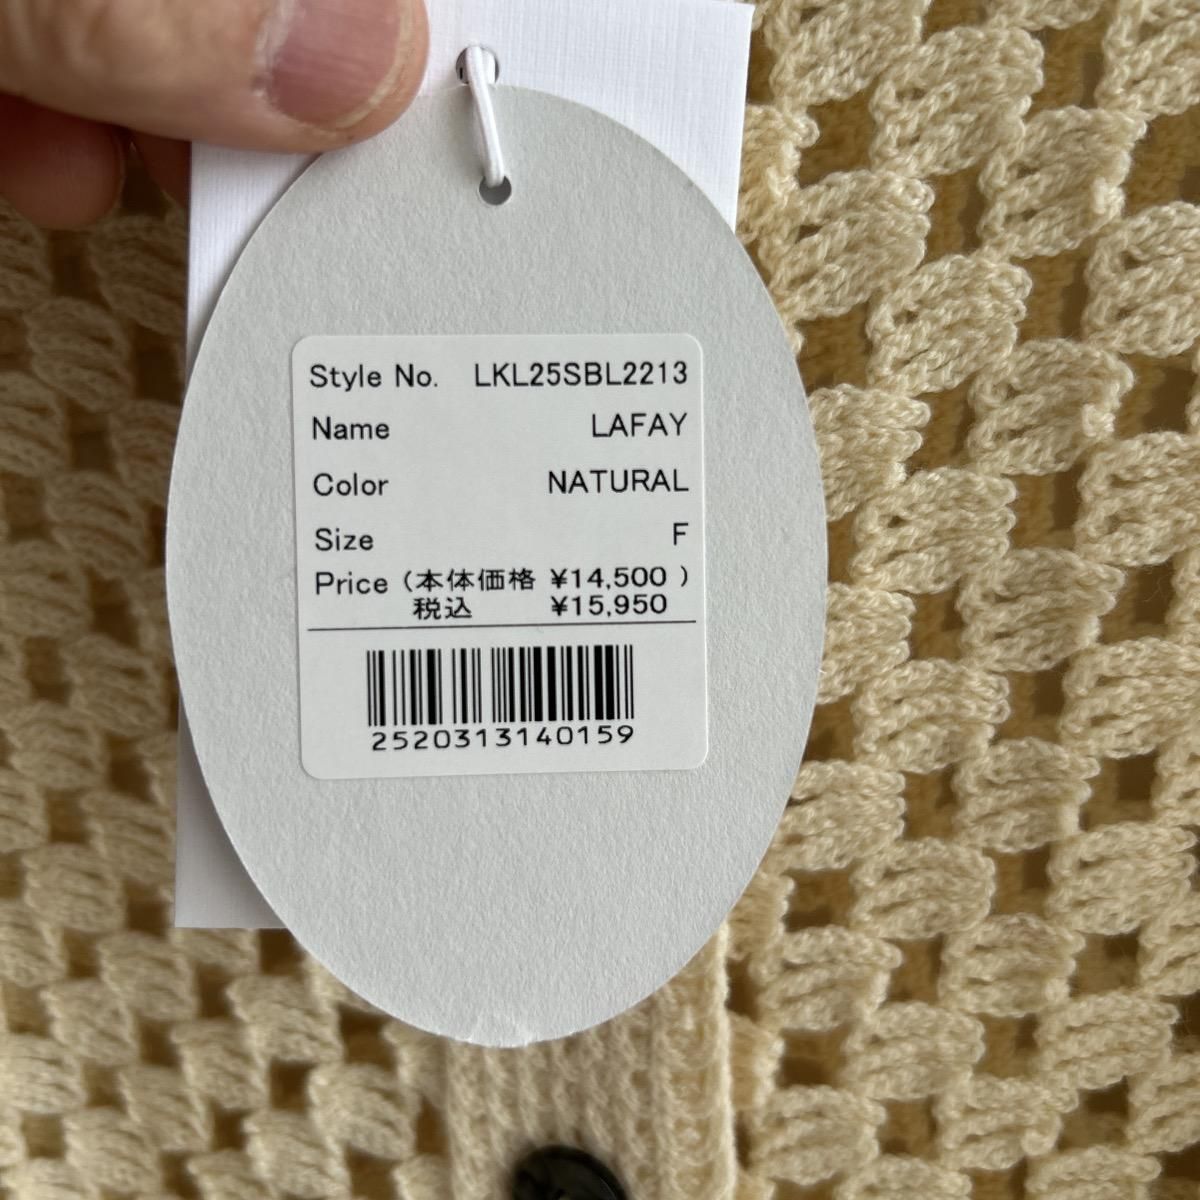 Style No. LKL25SBL2213
Name LAFAY
Color NATURAL
Size F
Price (本体価格 ¥14,500 )
税込 ¥15,950
2520313140159